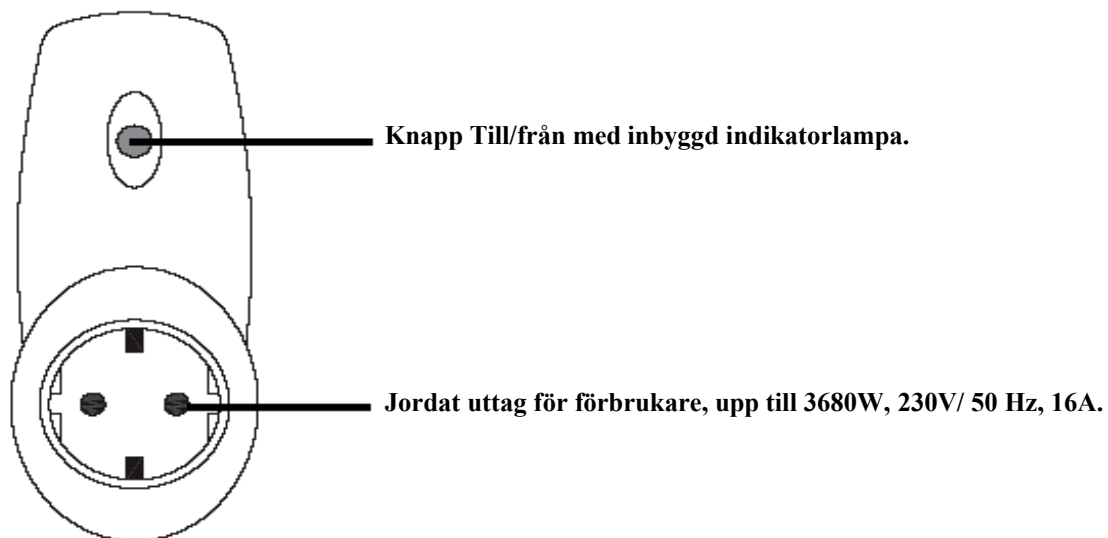 Knapp Till/från med inbyggd indikatorlampa.
Jordat uttag för förbrukare, upp till 3680W, 230V/ 50 Hz, 16A.